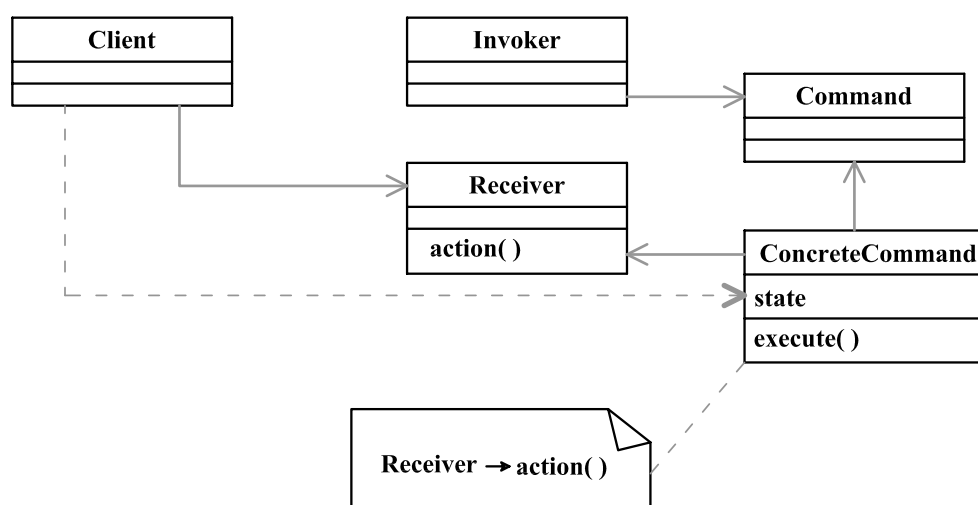 Client
Invoker
Command
Receiver
action( )
ConcreteCommand
state
execute( )
Receiver → action( )